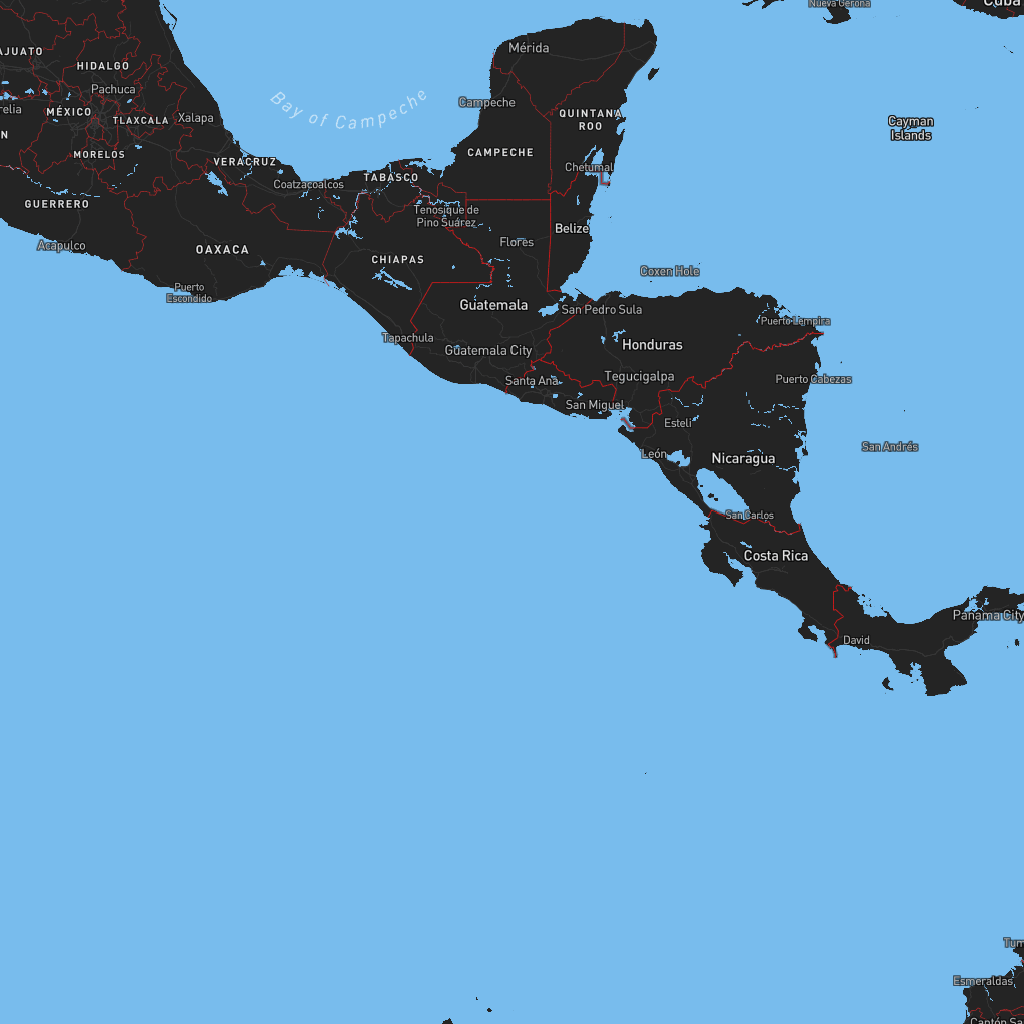 Cuba
Nueva Gerona
Mérida
AJUATO
HIDALGO
Pachuca
Bay of Campeche
Campeche
relia
MÉXICO
TLAXCALA
Xalapa
QUINTANA
ROO
Cayman
Islands
N
MORELOS
VERACRUZ
CAMPECHE
Chetumal
Coatzacoalcos
TABASCO
GUERRERO
Tenosique de
Pino Suárez
Belize
Acapulco
OAXACA
Flores
CHIAPAS
Coxen Hole
Puerto
Escondido
Guatemala
San Pedro Sula
Puerto Lempira
Tapachula
Guatemala City
Honduras
Santa Ana
Tegucigalpa
Puerto Cabezas
San Miguel
Esteli
San Andrés
León
Nicaragua
San Carlos
Costa Rica
Panama City
David
Tum
Esmeraldas
Cantón Sa